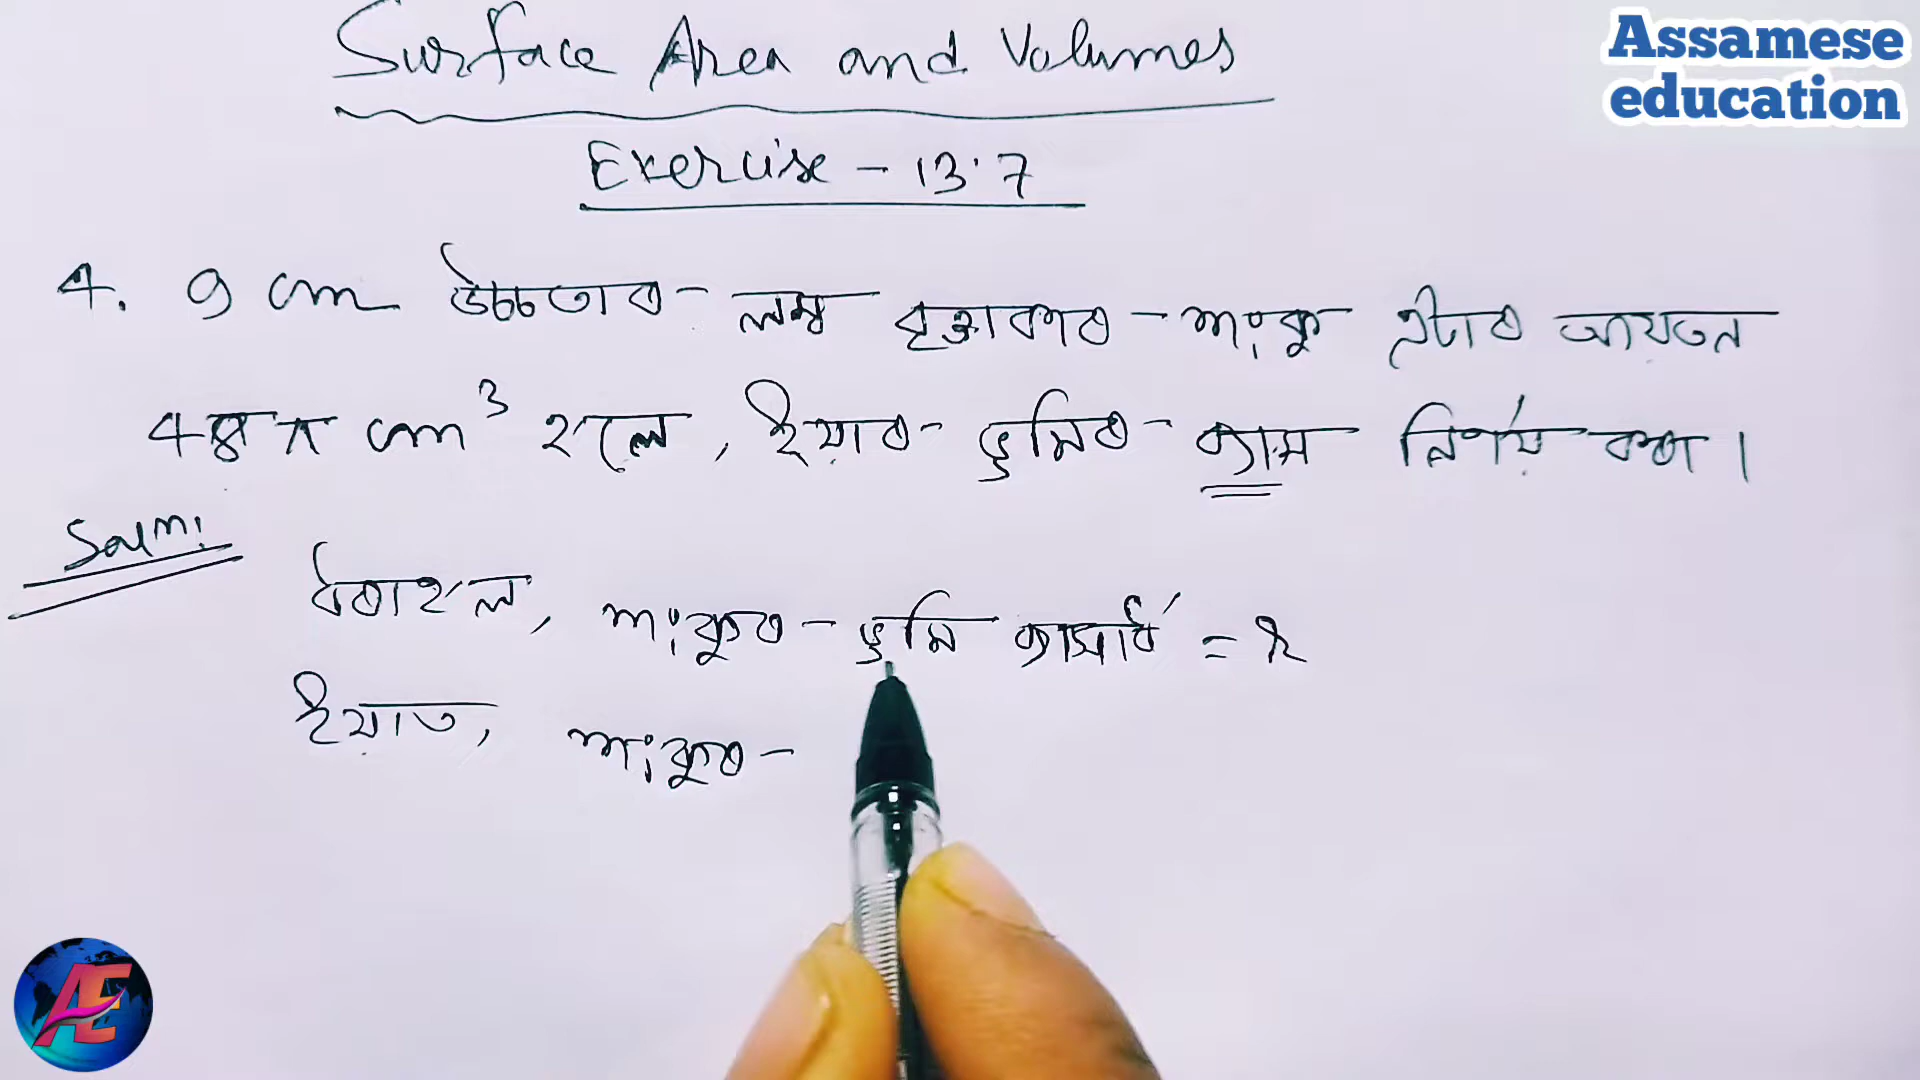 Surface Area and Volumes
Assamese
education
Exercise - 13.7
4. 9 cm উচ্চতাৰ লম্ব বৃত্তাকাৰ শংকু এটাৰ আয়তন
48π cm³ হ'লে, ইয়াৰ ভূমিৰ ব্যাস নিৰ্ণয় কৰা।
Solⁿ:
ধৰাহ'ল, শংকুৰ ভূমি ব্যাসাৰ্ধ = r
ইয়াত, শংকুৰ
AE